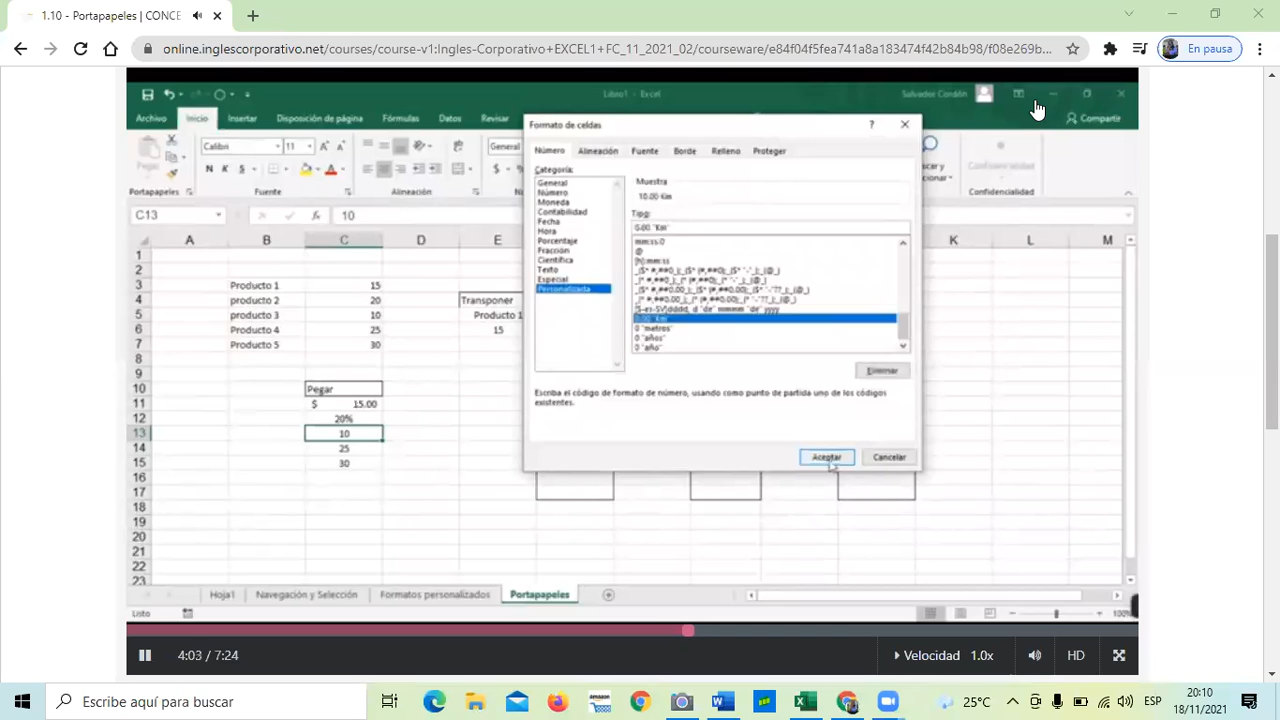 1.10 - Portapapeles | CONCE
online.inglescorporativo.net/courses/course-v1:Ingles-Corporativo+EXCEL1+FC_11_2021_02/courseware/e84f05f5fea741a8a183474f42b84b98/f08e269b...
En pausa
Libro1 - Excel
Salvador Cordón
Archivo Inicio Insertar Disposición de página Fórmulas Datos Revisar
Compartir
Calibri 11
General
Pegar
N K S
$
Portapapeles Fuente Alineación
Confidencialidad
C13 10
A B C D E K L M
1
2
3 Producto 1 15
4 producto 2 20 Transponer
5 producto 3 10 Producto 1
6 Producto 4 25 15
7 Producto 5 30
8
9
10 Pegar
11 $ 15.00
12 20%
13 10
14 25
15 30
16
17
18
19
20
21
22
23
Formato de celdas
Número Alineación Fuente Borde Relleno Proteger
Categoría:
General
Número
Moneda
Contabilidad
Fecha
Hora
Porcentaje
Fracción
Científica
Texto
Especial
Personalizada
Muestra
10.00 Km
Tipo:
0.00 "Km"
mm:ss.0
@
[h]:mm:ss
0.00 "Km"
0 "metros"
0 "años"
0 "año"
Eliminar
Escriba el código de formato de número, usando como punto de partida uno de los códigos
existentes.
Aceptar Cancelar
Hoja1 Navegación y Selección Formatos personalizados Portapapeles
Listo
100%
4:03 / 7:24
Velocidad 1.0x
HD
Escribe aquí para buscar
25°C
ESP
20:10
18/11/2021